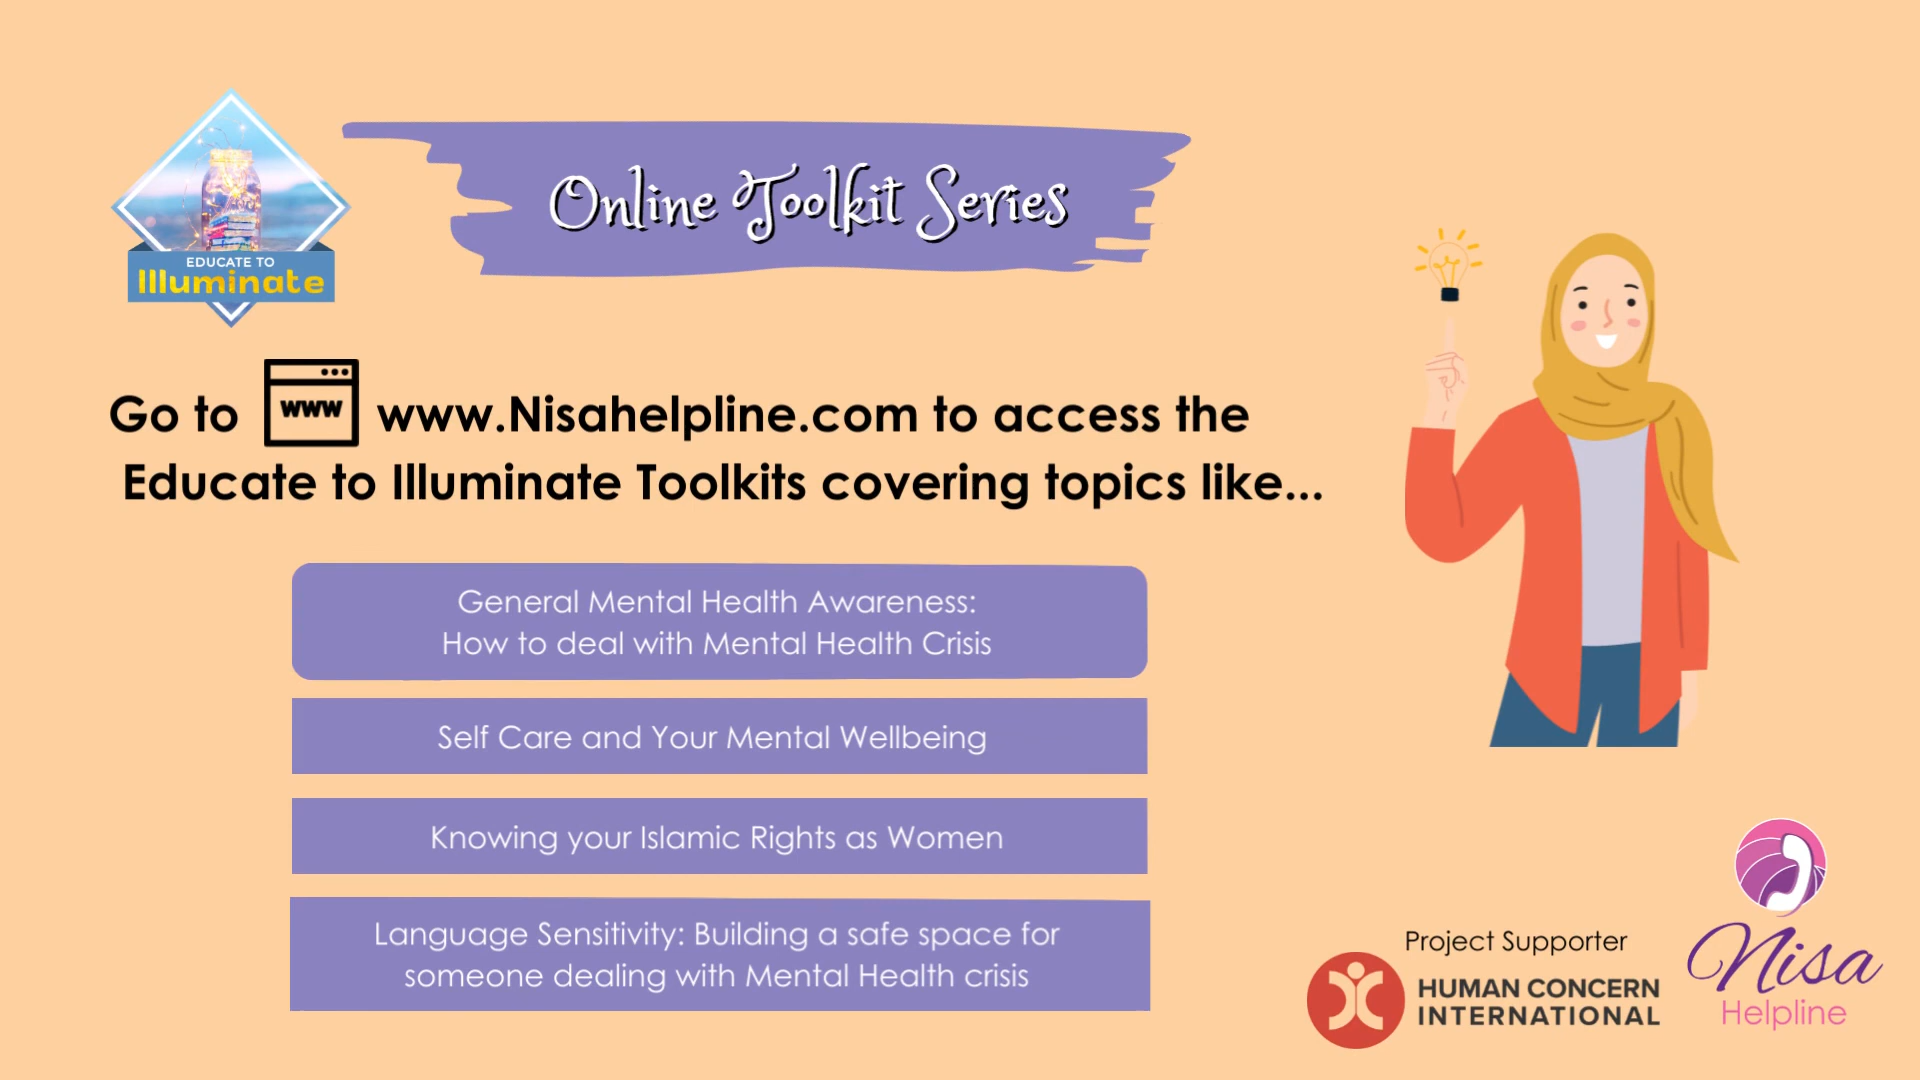 Online Toolkit Series
EDUCATE TO
Illuminate
Go to www www.Nisahelpline.com to access the
Educate to Illuminate Toolkits covering topics like...
General Mental Health Awareness:
How to deal with Mental Health Crisis
Self Care and Your Mental Wellbeing
Knowing your Islamic Rights as Women
Language Sensitivity: Building a safe space for
someone dealing with Mental Health crisis
Project Supporter
HUMAN CONCERN
INTERNATIONAL
Nisa
Helpline